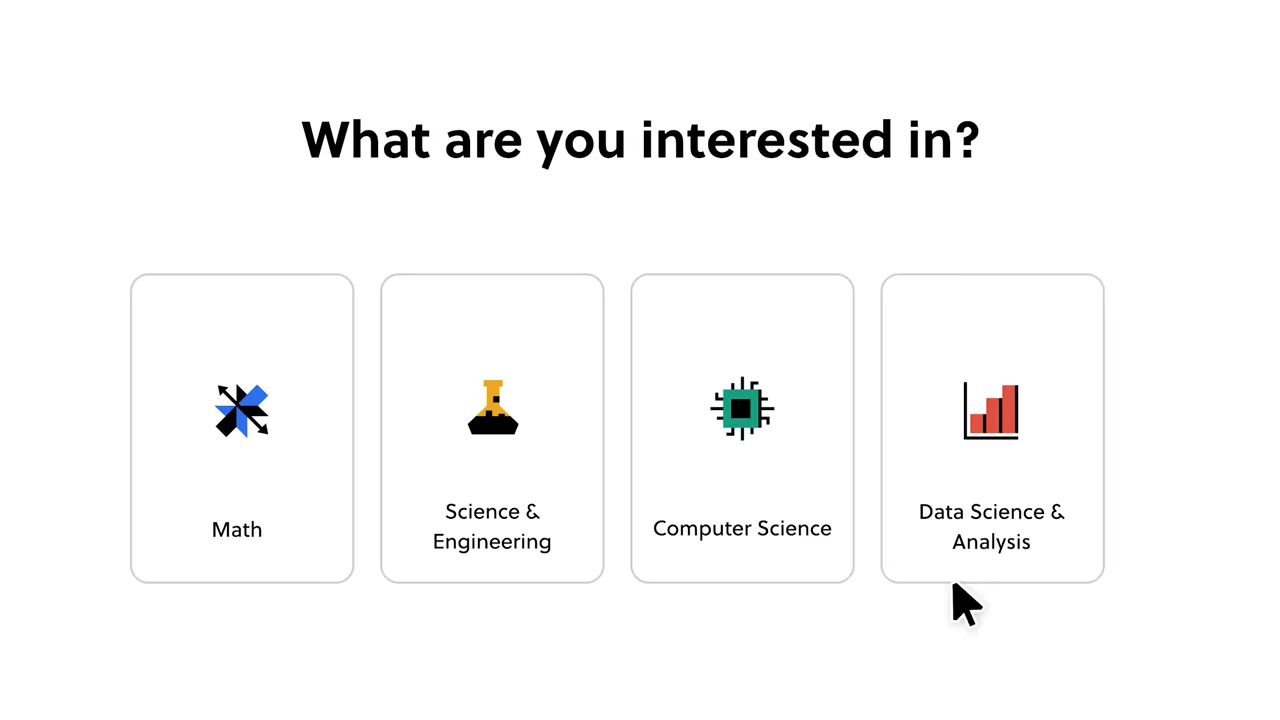 What are you interested in?
Math
Science &
Engineering
Computer Science
Data Science &
Analysis